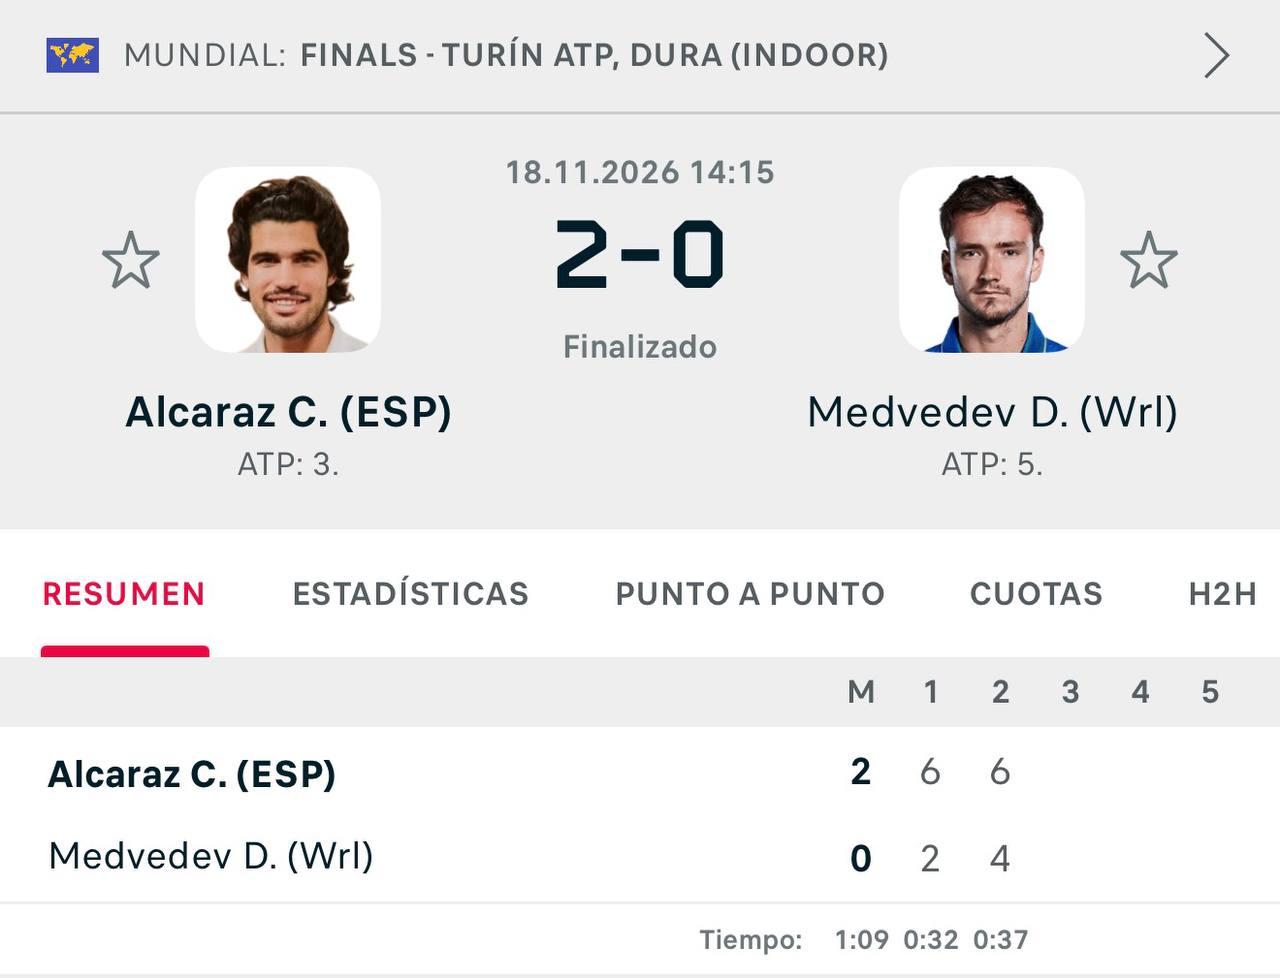 MUNDIAL: FINALS - TURÍN ATP, DURA (INDOOR)
18.11.2026 14:15
2-0
Finalizado
Alcaraz C. (ESP)
ATP: 3.
Medvedev D. (Wrl)
ATP: 5.
RESUMEN ESTADÍSTICAS PUNTO A PUNTO CUOTAS H2H
M 1 2 3 4 5
Alcaraz C. (ESP) 2 6 6
Medvedev D. (Wrl) 0 2 4
Tiempo: 1:09 0:32 0:37